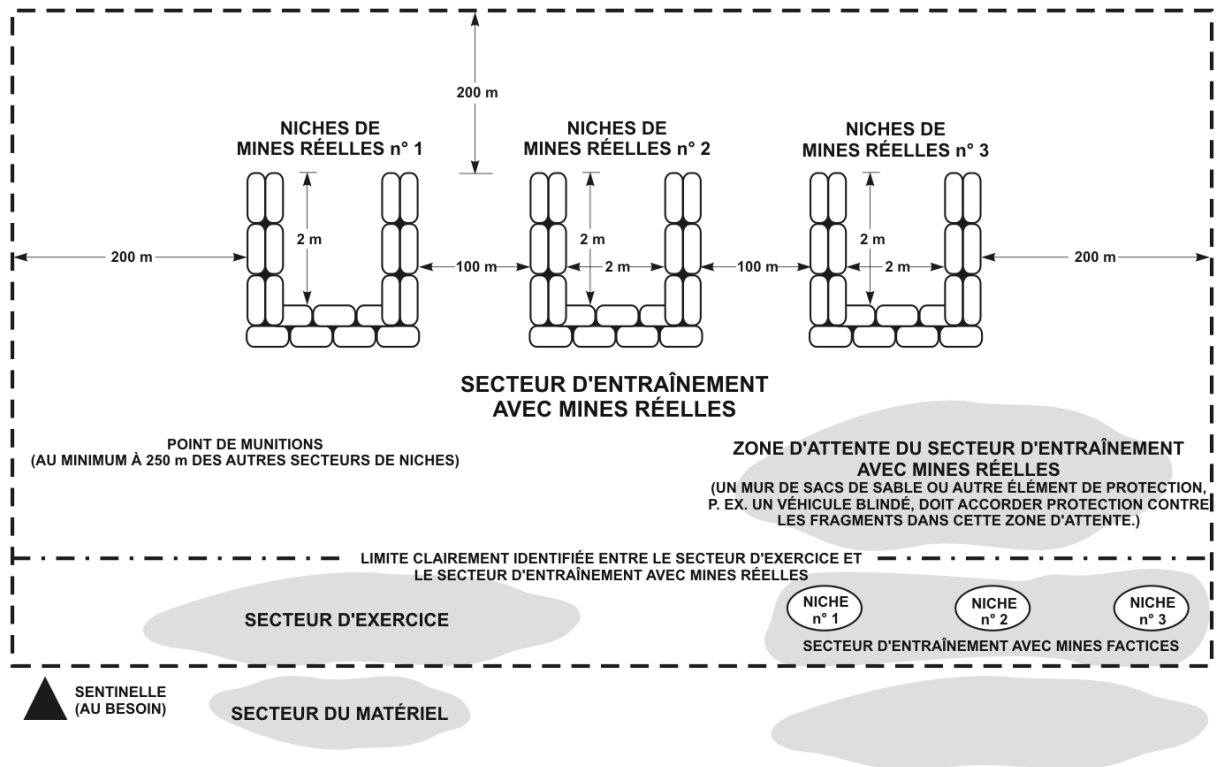 200 m
NICHES DE
MINES RÉELLES n° 1
NICHES DE
MINES RÉELLES n° 2
NICHES DE
MINES RÉELLES n° 3
2 m
2 m
2 m
200 m
100 m
2 m
100 m
2 m
200 m
SECTEUR D'ENTRAÎNEMENT
AVEC MINES RÉELLES
POINT DE MUNITIONS
(AU MINIMUM À 250 m DES AUTRES SECTEURS DE NICHES)
ZONE D'ATTENTE DU SECTEUR D'ENTRAÎNEMENT
AVEC MINES RÉELLES
(UN MUR DE SACS DE SABLE OU AUTRE ÉLÉMENT DE PROTECTION,
P. EX. UN VÉHICULE BLINDÉ, DOIT ACCORDER PROTECTION CONTRE
LES FRAGMENTS DANS CETTE ZONE D'ATTENTE.)
LIMITE CLAIREMENT IDENTIFIÉE ENTRE LE SECTEUR D'EXERCICE ET
LE SECTEUR D'ENTRAÎNEMENT AVEC MINES RÉELLES
SECTEUR D'EXERCICE
NICHE
n° 1
NICHE
n° 2
NICHE
n° 3
SECTEUR D'ENTRAÎNEMENT AVEC MINES FACTICES
SENTINELLE
(AU BESOIN)
SECTEUR DU MATÉRIEL